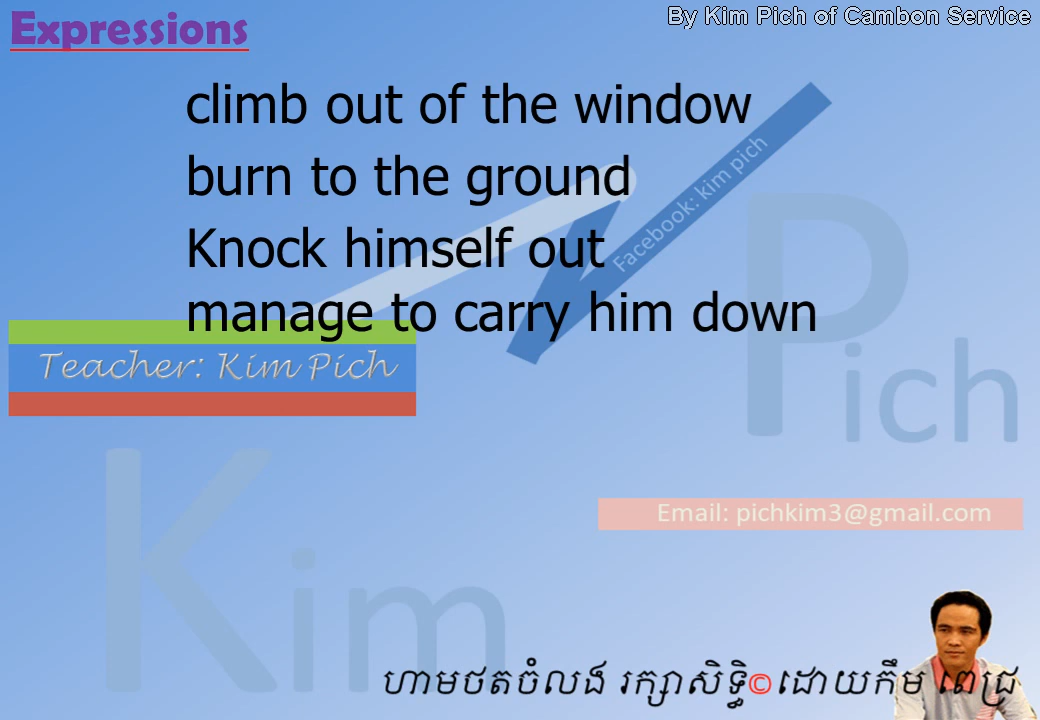 Expressions
By Kim Pich of Cambon Service
climb out of the window
burn to the ground
Knock himself out
manage to carry him down
Facebook: kim pich
Teacher: Kim Pich
Pich
Email: pichkim3@gmail.com
Kim
ហាមថតចំលង រក្សាសិទ្ធិ©ដោយគឹម ពេជ្រ